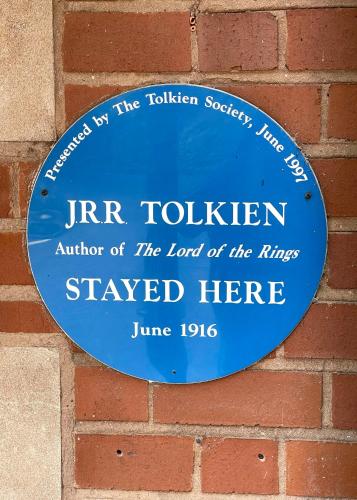 Presented by The Tolkien Society, June 1997
J.R.R. TOLKIEN
Author of The Lord of the Rings
STAYED HERE
June 1916